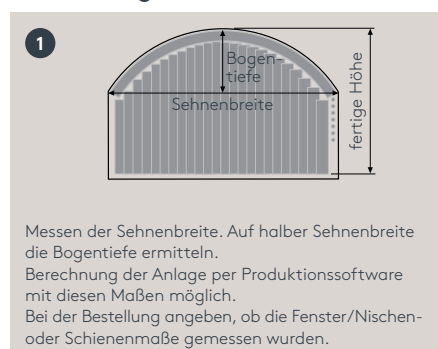 1
Bogen-
tiefe
Sehnenbreite
fertige Höhe
Messen der Sehnenbreite. Auf halber Sehnenbreite
die Bogentiefe ermitteln.
Berechnung der Anlage per Produktionssoftware
mit diesen Maßen möglich.
Bei der Bestellung angeben, ob die Fenster/Nischen-
oder Schienenmaße gemessen wurden.